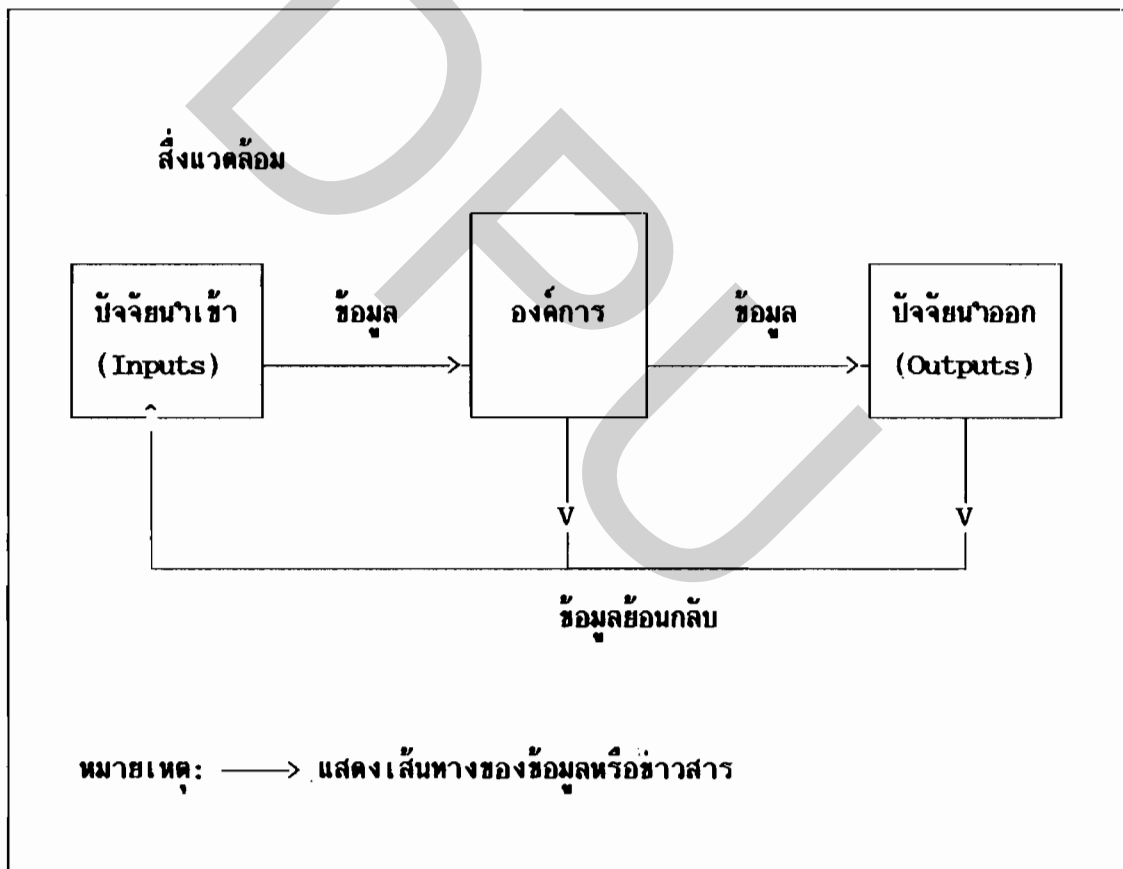 สิ่งแวดล้อม
ปัจจัยนำเข้า
(Inputs)
ข้อมูล
องค์การ
ข้อมูล
ปัจจัยนำออก
(Outputs)
ข้อมูลย้อนกลับ
หมายเหตุ: ⟶ แสดงเส้นทางของข้อมูลหรือข่าวสาร
DPU